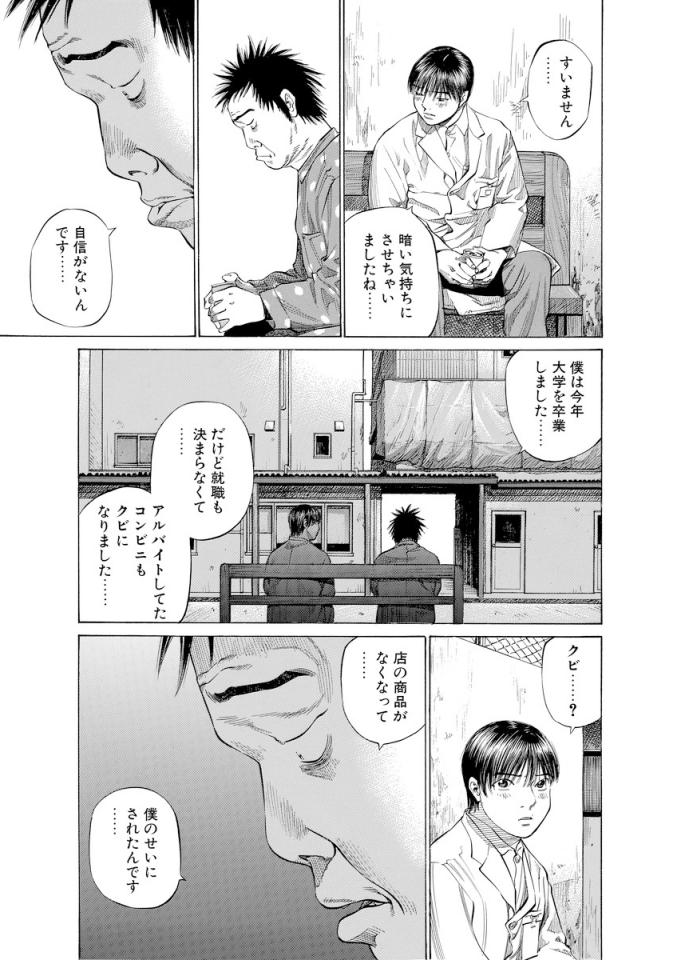 すいません
……
暗い気持ちに
させちゃい
ましたね……
自信がないん
です……
僕は今年
大学を卒業
しました……
だけど就職も
決まらなくて
……
アルバイトしてた
コンビニも
クビに
なりました……
クビ……?
店の商品が
なくなって
僕のせいに
されたんです
……